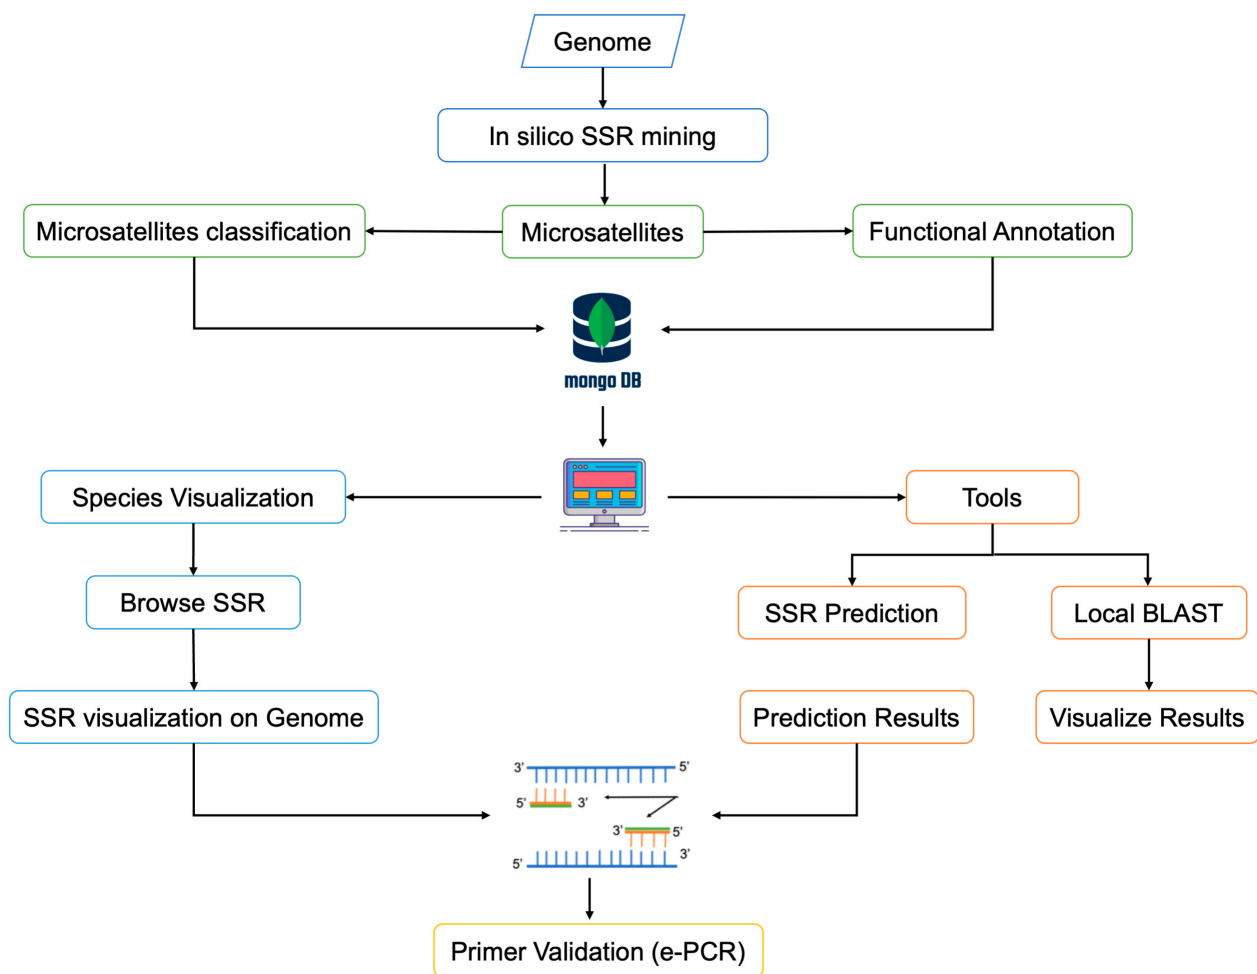 Genome
In silico SSR mining
Microsatellites classification
Microsatellites
Functional Annotation
mongo DB
Species Visualization
Tools
Browse SSR
SSR Prediction
Local BLAST
SSR visualization on Genome
Prediction Results
Visualize Results
3’ 5’
5’ 3’
3’ 5’
5’ 3’
Primer Validation (e-PCR)